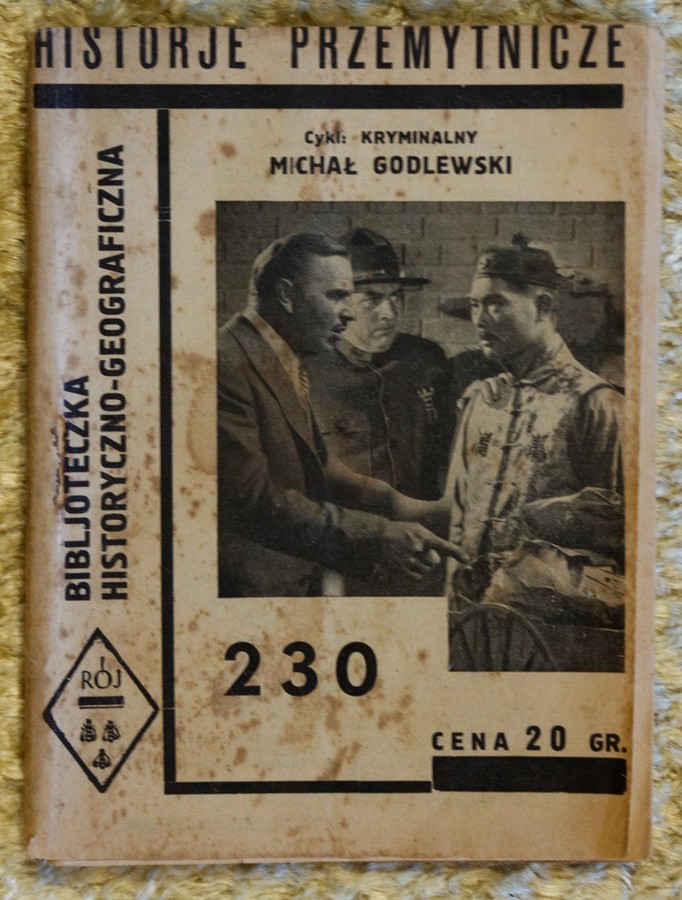 HISTORJE PRZEMYTNICZE
Cykl: KRYMINALNY
MICHAŁ GODLEWSKI
BIBLJOTECZKA
HISTORYCZNO-GEOGRAFICZNA
RÓJ
230
CENA 20 GR.